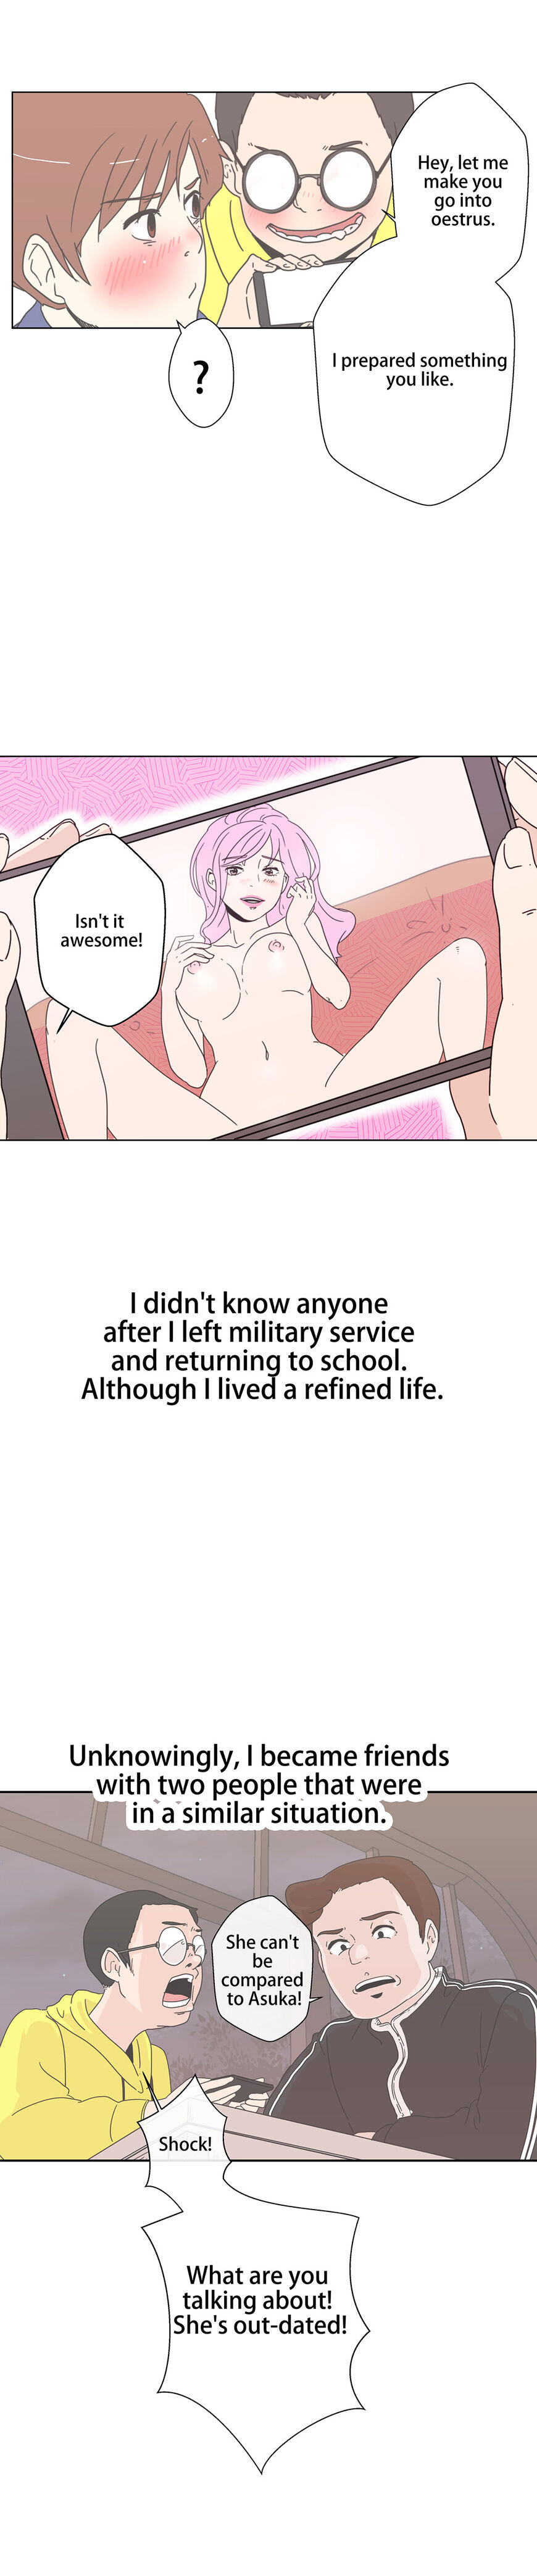 Hey, let me
make you
go into
oestrus.
I prepared something
you like.
?
Isn't it
awesome!
I didn't know anyone
after I left military service
and returning to school.
Although I lived a refined life.
Unknowingly, I became friends
with two people that were
in a similar situation.
She can't
be
compared
to Asuka!
Shock!
What are you
talking about!
She's out-dated!